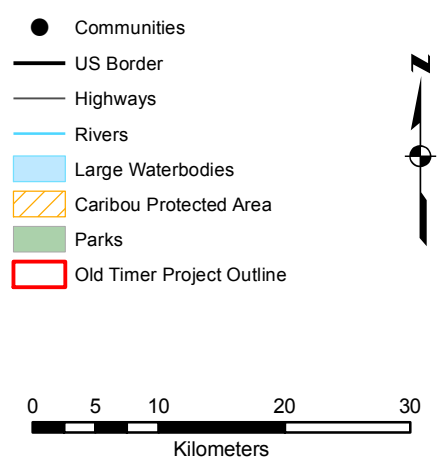 Communities
US Border
Highways
Rivers
Large Waterbodies
Caribou Protected Area
Parks
Old Timer Project Outline
N
0 5 10 20 30
Kilometers